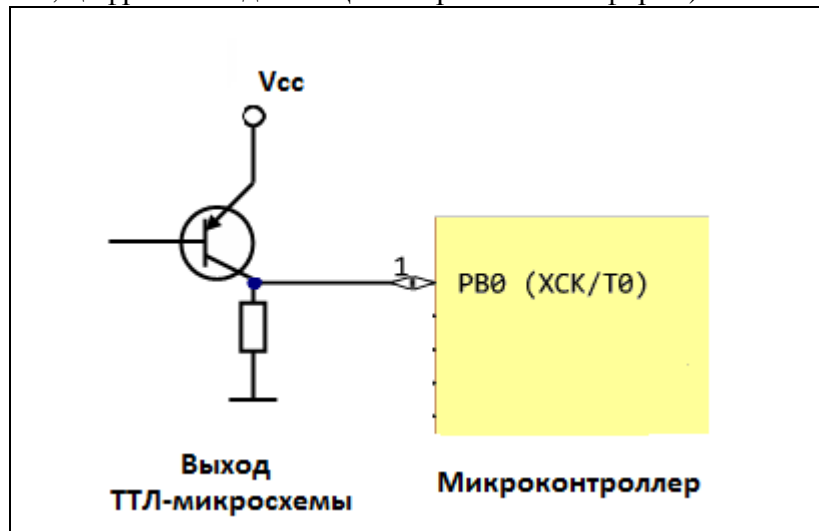 Vcc
1
PB0 (XCK/T0)
Выход
ТТЛ-микросхемы
Микроконтроллер